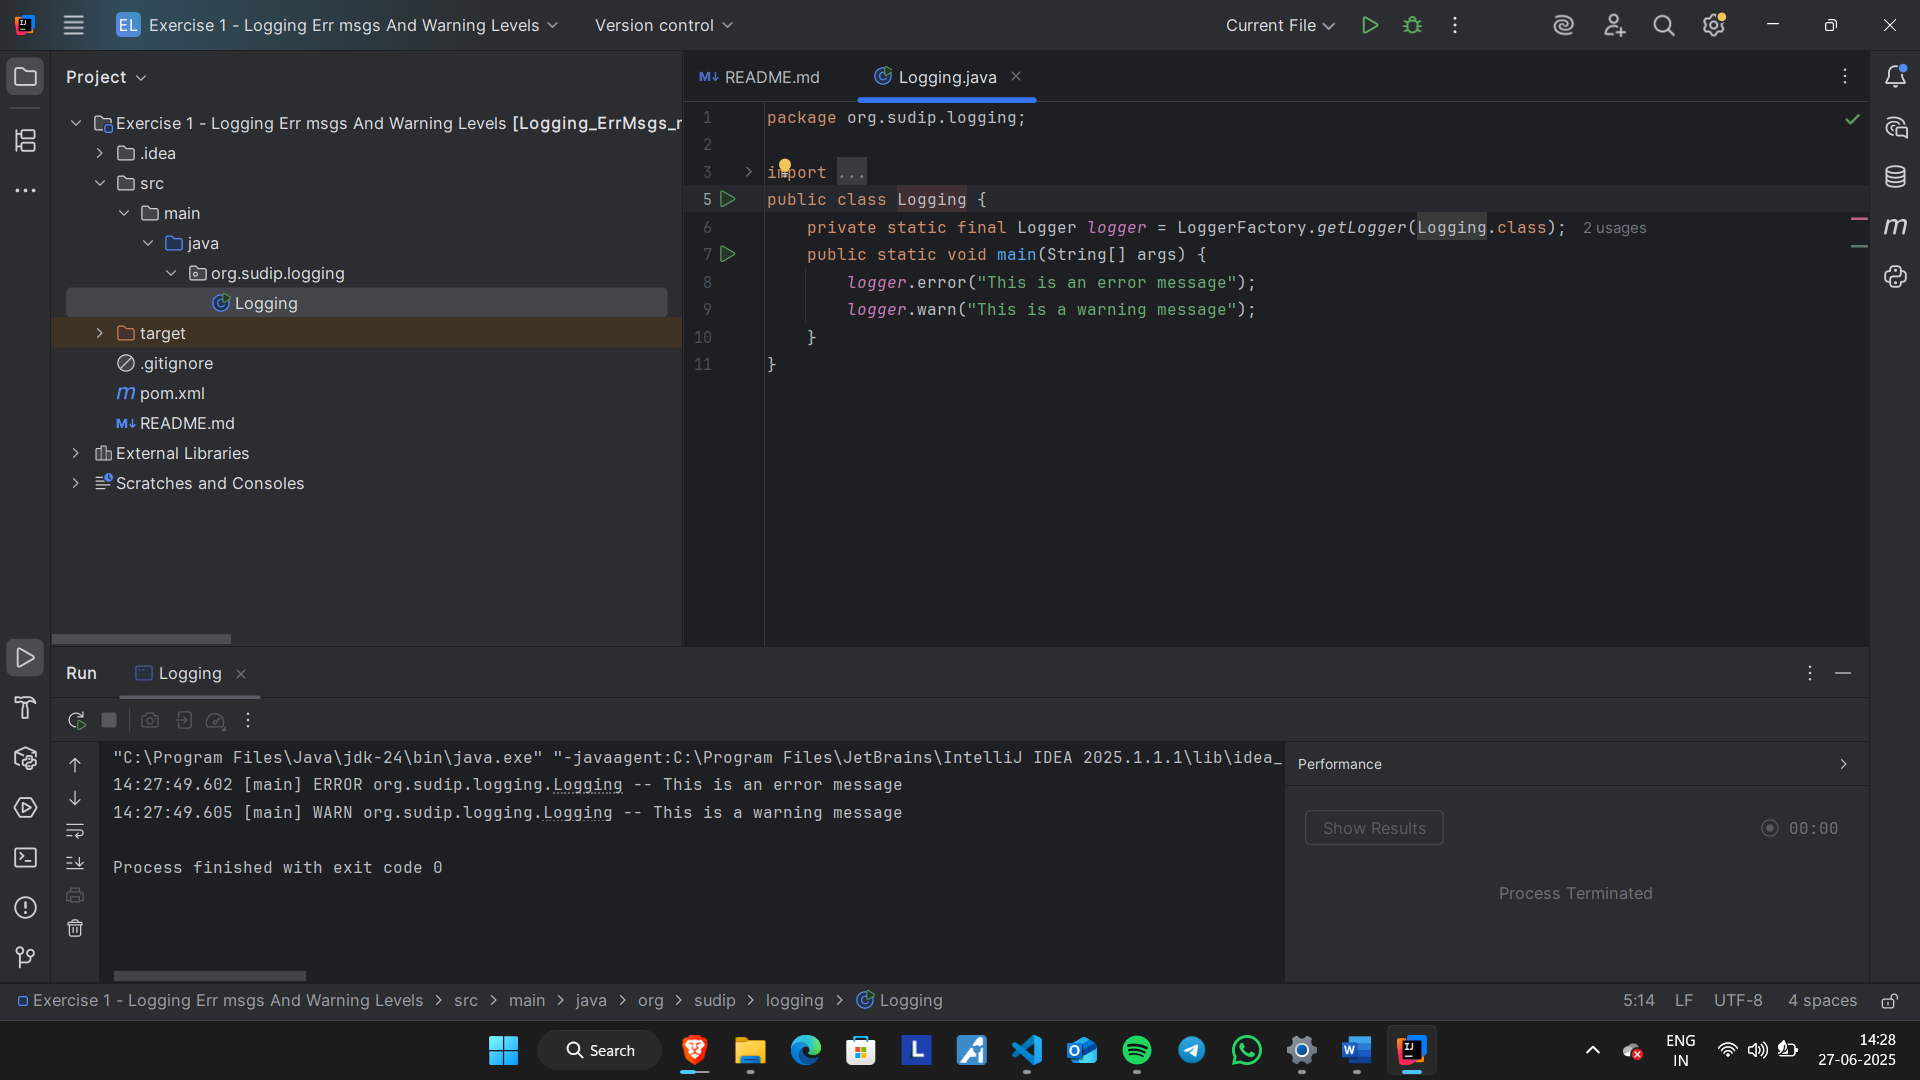 EL Exercise 1 - Logging Err msgs And Warning Levels Version control Current File
Project
Exercise 1 - Logging Err msgs And Warning Levels [Logging_ErrMsgs_
.idea
src
main
java
org.sudip.logging
Logging
target
.gitignore
m pom.xml
M↓ README.md
External Libraries
Scratches and Consoles
M↓ README.md Logging.java
1 package org.sudip.logging;
2
3 import ...
5 public class Logging {
6 private static final Logger logger = LoggerFactory.getLogger(Logging.class); 2 usages
7 public static void main(String[] args) {
8 logger.error("This is an error message");
9 logger.warn("This is a warning message");
10 }
11 }
Run Logging
"C:\Program Files\Java\jdk-24\bin\java.exe" "-javaagent:C:\Program Files\JetBrains\IntelliJ IDEA 2025.1.1.1\lib\idea_
14:27:49.602 [main] ERROR org.sudip.logging.Logging -- This is an error message
14:27:49.605 [main] WARN org.sudip.logging.Logging -- This is a warning message
Process finished with exit code 0
Performance
Show Results 00:00
Process Terminated
Exercise 1 - Logging Err msgs And Warning Levels > src > main > java > org > sudip > logging > Logging 5:14 LF UTF-8 4 spaces
Search
ENG
IN
14:28
27-06-2025